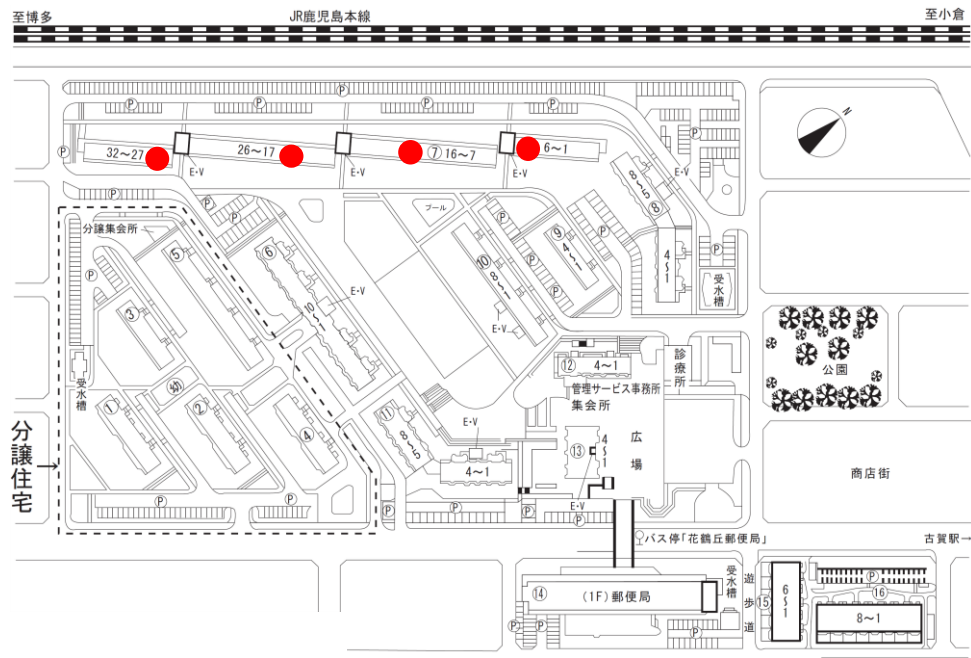 至博多
JR鹿児島本線
至小倉
P
P
P
P
P
N
P
P
32〜27
26〜17
⑦ 16〜7
6〜1
E・V
E・V
E・V
E・V
8〜5
⑧
P
P
プール
P
分譲集会所
⑤
⑥
P
⑨
4〜1
P
4〜1
P
P
⑩
8〜1
P
受水槽
③
10〜1
E・V
E・V
公園
⑫ 4〜1
診療所
管理サービス事務所
集会所
受水槽
幼
①
②
④
⑪
8〜5
E・V
4〜1
⑬
4〜1
広場
E・V
商店街
分譲住宅→
P
P
P
P
P
P
バス停「花鶴丘郵便局」
古賀駅→
⑭
(1F) 郵便局
受水槽
遊歩道
⑮
6〜1
P
⑯
8〜1
P
P
P